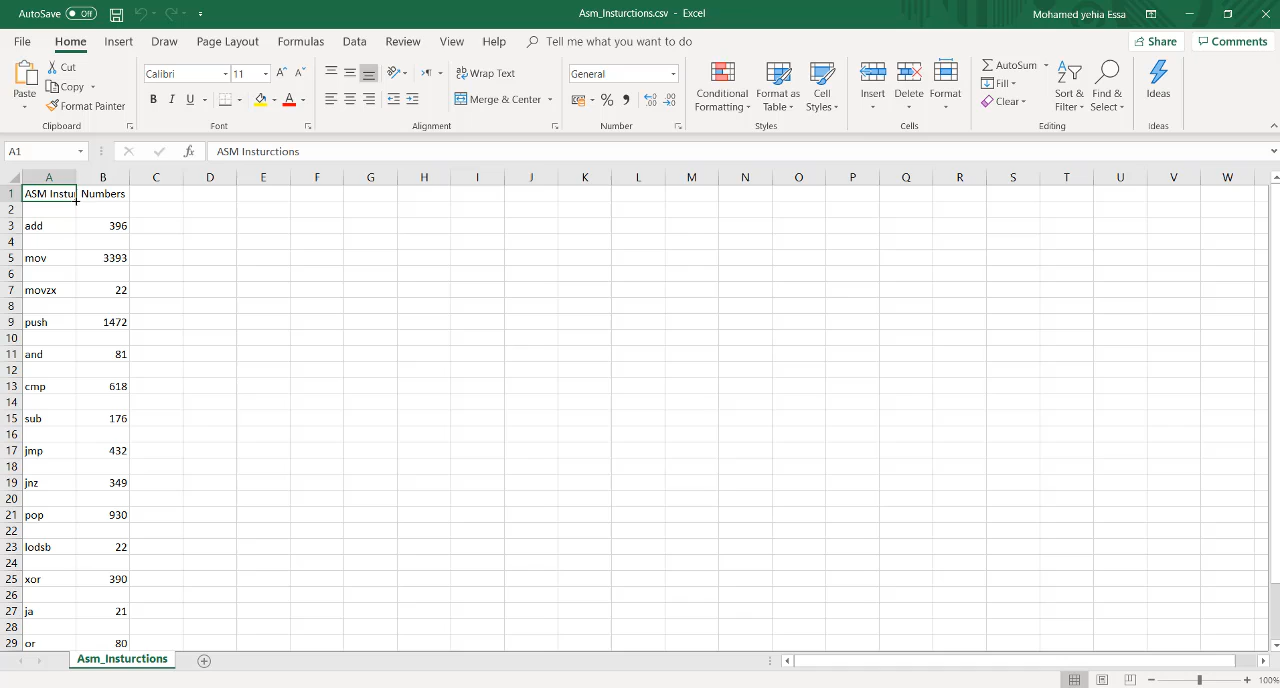 AutoSave Off Asm_Insturctions.csv - Excel Mohamed yehia Essa
File Home Insert Draw Page Layout Formulas Data Review View Help Tell me what you want to do Share Comments
Paste Cut Copy Format Painter Clipboard
Calibri 11 B I U A Font
Wrap Text Merge & Center Alignment
General % , Number
Conditional Formatting Format as Table Cell Styles Styles
Insert Delete Format Cells
AutoSum Fill Clear Sort & Filter Find & Select Editing
Ideas Ideas
A1 fx ASM Insturctions
A B C D E F G H I J K L M N O P Q R S T U V W
1 ASM Instu Numbers
2
3 add 396
4
5 mov 3393
6
7 movzx 22
8
9 push 1472
10
11 and 81
12
13 cmp 618
14
15 sub 176
16
17 jmp 432
18
19 jnz 349
20
21 pop 930
22
23 lodsb 22
24
25 xor 390
26
27 ja 21
28
29 or 80
Asm_Insturctions
100%